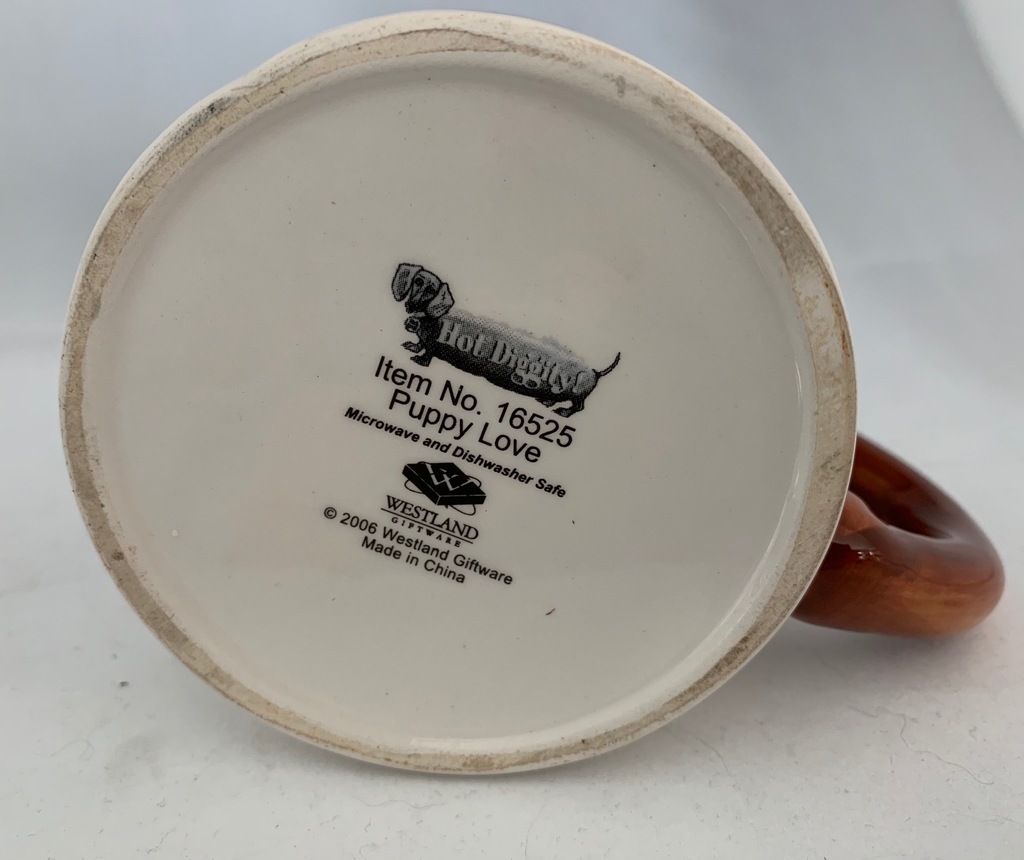 Hot Diggity!
Item No. 16525
Puppy Love
Microwave and Dishwasher Safe
W
WESTLAND
GIFTWARE
© 2006 Westland Giftware
Made in China